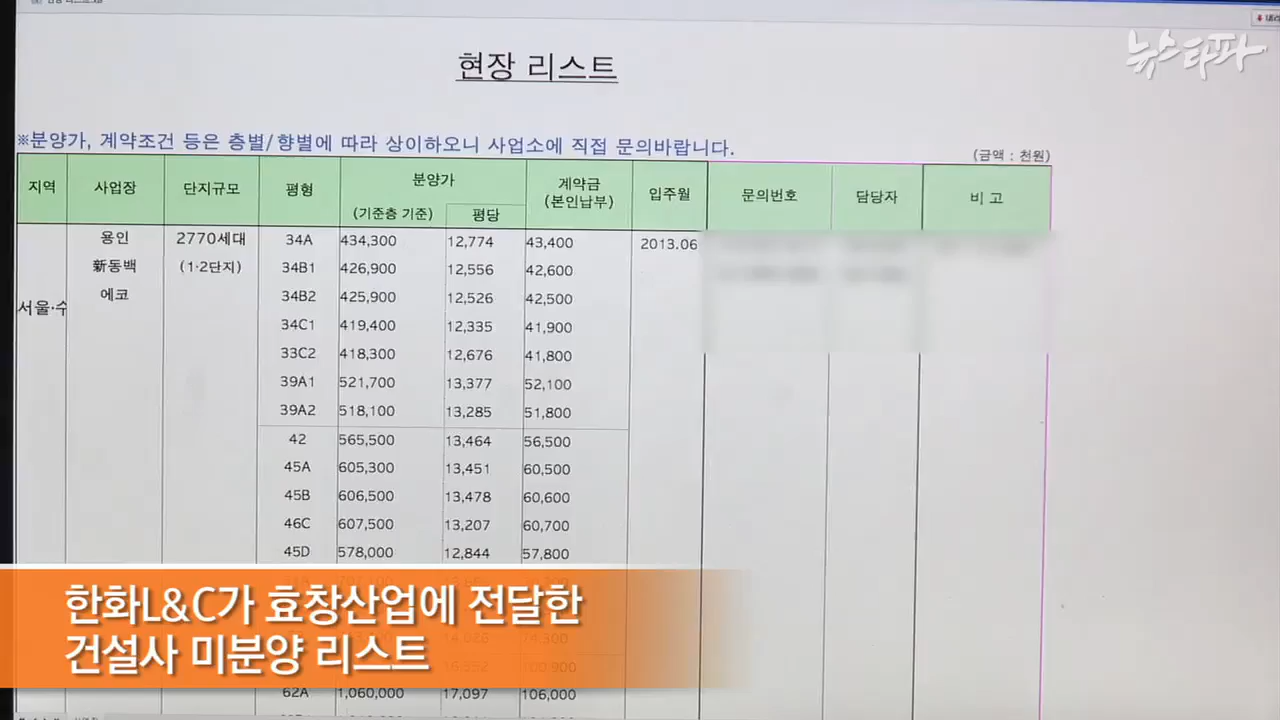 뉴스타파
현장 리스트
※분양가, 계약조건 등은 층별/향별에 따라 상이하오니 사업소에 직접 문의바랍니다.
(금액 : 천원)
지역 사업장 단지규모 평형 분양가 (기준층 기준) 평당 계약금 (본인납부) 입주월 문의번호 담당자 비 고
서울·수
용인 2770세대 34A 434,300 12,774 43,400 2013.06
新동백 (1·2단지) 34B1 426,900 12,556 42,600
에코 34B2 425,900 12,526 42,500
34C1 419,400 12,335 41,900
33C2 418,300 12,676 41,800
39A1 521,700 13,377 52,100
39A2 518,100 13,285 51,800
42 565,500 13,464 56,500
45A 605,300 13,451 60,500
45B 606,500 13,478 60,600
46C 607,500 13,207 60,700
45D 578,000 12,844 57,800
62A 1,060,000 17,097 106,000
한화L&C가 효창산업에 전달한
건설사 미분양 리스트